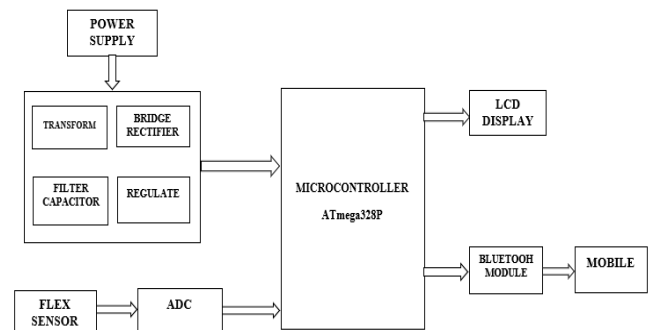 POWER
SUPPLY
TRANSFORM
BRIDGE
RECTIFIER
FILTER
CAPACITOR
REGULATE
MICROCONTROLLER
ATmega328P
LCD
DISPLAY
BLUETOOH
MODULE
MOBILE
FLEX
SENSOR
ADC